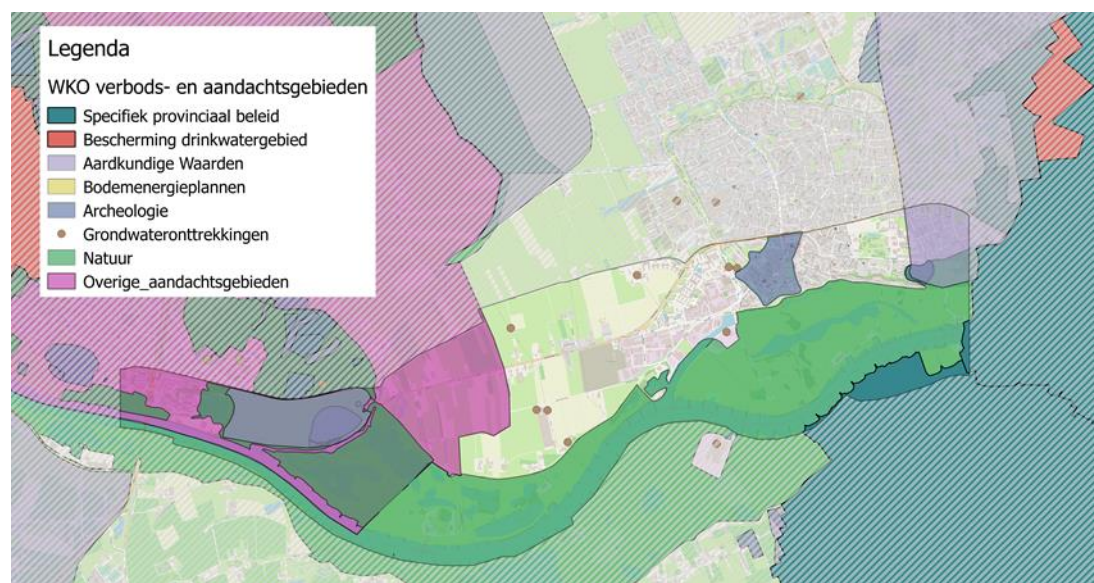 Legenda
WKO verbods- en aandachtsgebieden
Specifiek provinciaal beleid
Bescherming drinkwatergebied
Aardkundige Waarden
Bodemenergieplannen
Archeologie
Grondwateronttrekkingen
Natuur
Overige_aandachtsgebieden